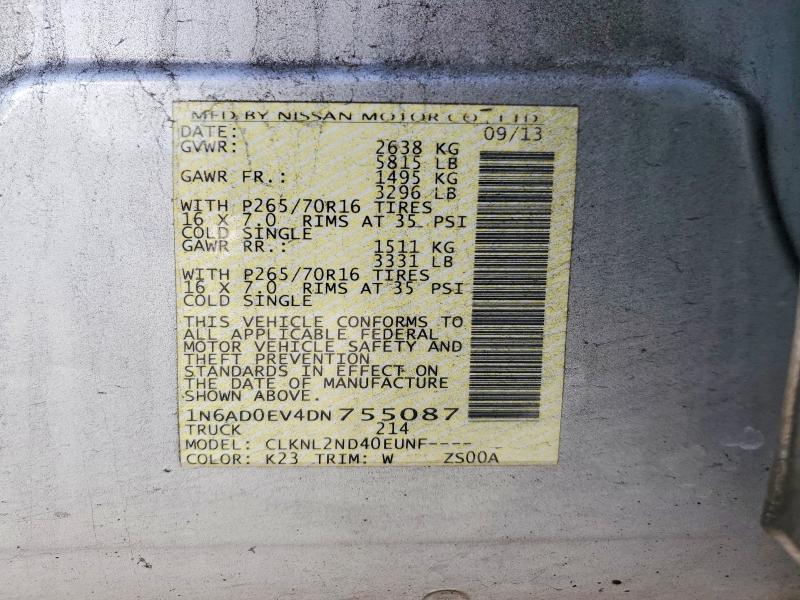 MFD BY NISSAN MOTOR CO., LTD
DATE: 09/13
GVWR: 2638 KG
5815 LB
GAWR FR.: 1495 KG
3296 LB
WITH P265/70R16 TIRES
16 X 7.0 RIMS AT 35 PSI
COLD SINGLE
GAWR RR.: 1511 KG
3331 LB
WITH P265/70R16 TIRES
16 X 7.0 RIMS AT 35 PSI
COLD SINGLE
THIS VEHICLE CONFORMS TO
ALL APPLICABLE FEDERAL
MOTOR VEHICLE SAFETY AND
THEFT PREVENTION
STANDARDS IN EFFECT ON
THE DATE OF MANUFACTURE
SHOWN ABOVE.
1N6AD0EV4DN755087
TRUCK 214
MODEL: CLKNL2ND40EUNF----
COLOR: K23 TRIM: W ZS00A